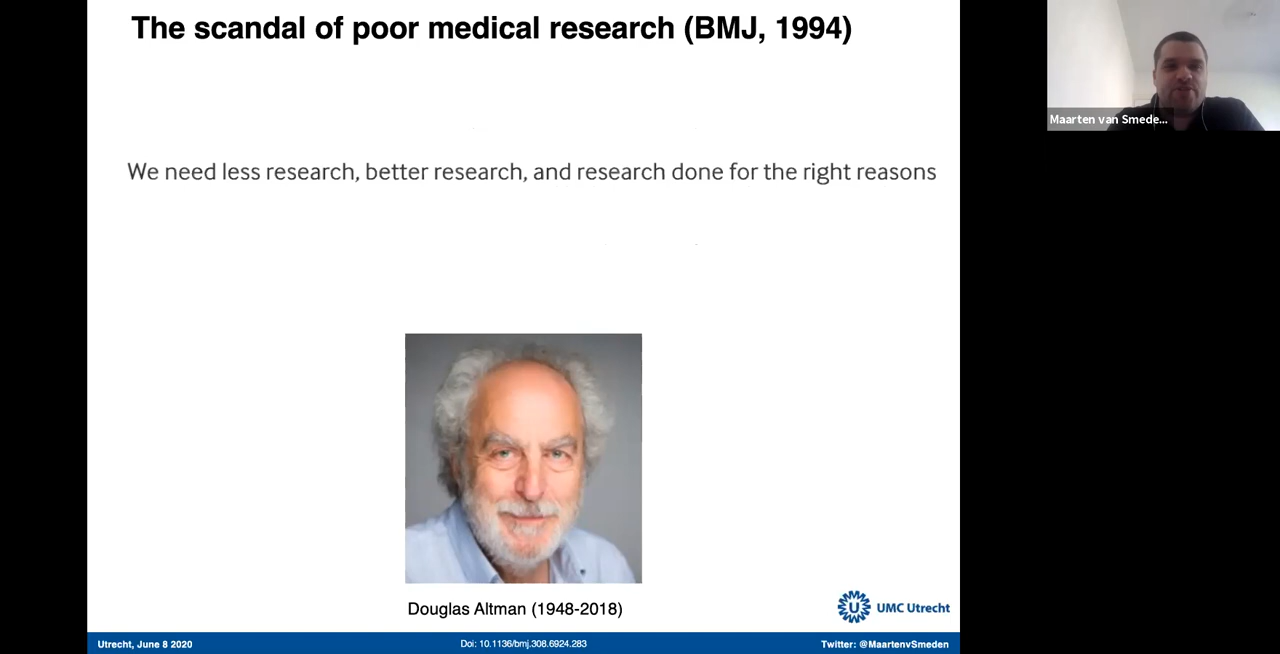 The scandal of poor medical research (BMJ, 1994)
Maarten van Smede...
We need less research, better research, and research done for the right reasons
Douglas Altman (1948-2018)
U UMC Utrecht
Utrecht, June 8 2020
Doi: 10.1136/bmj.308.6924.283
Twitter: @MaartenvSmeden